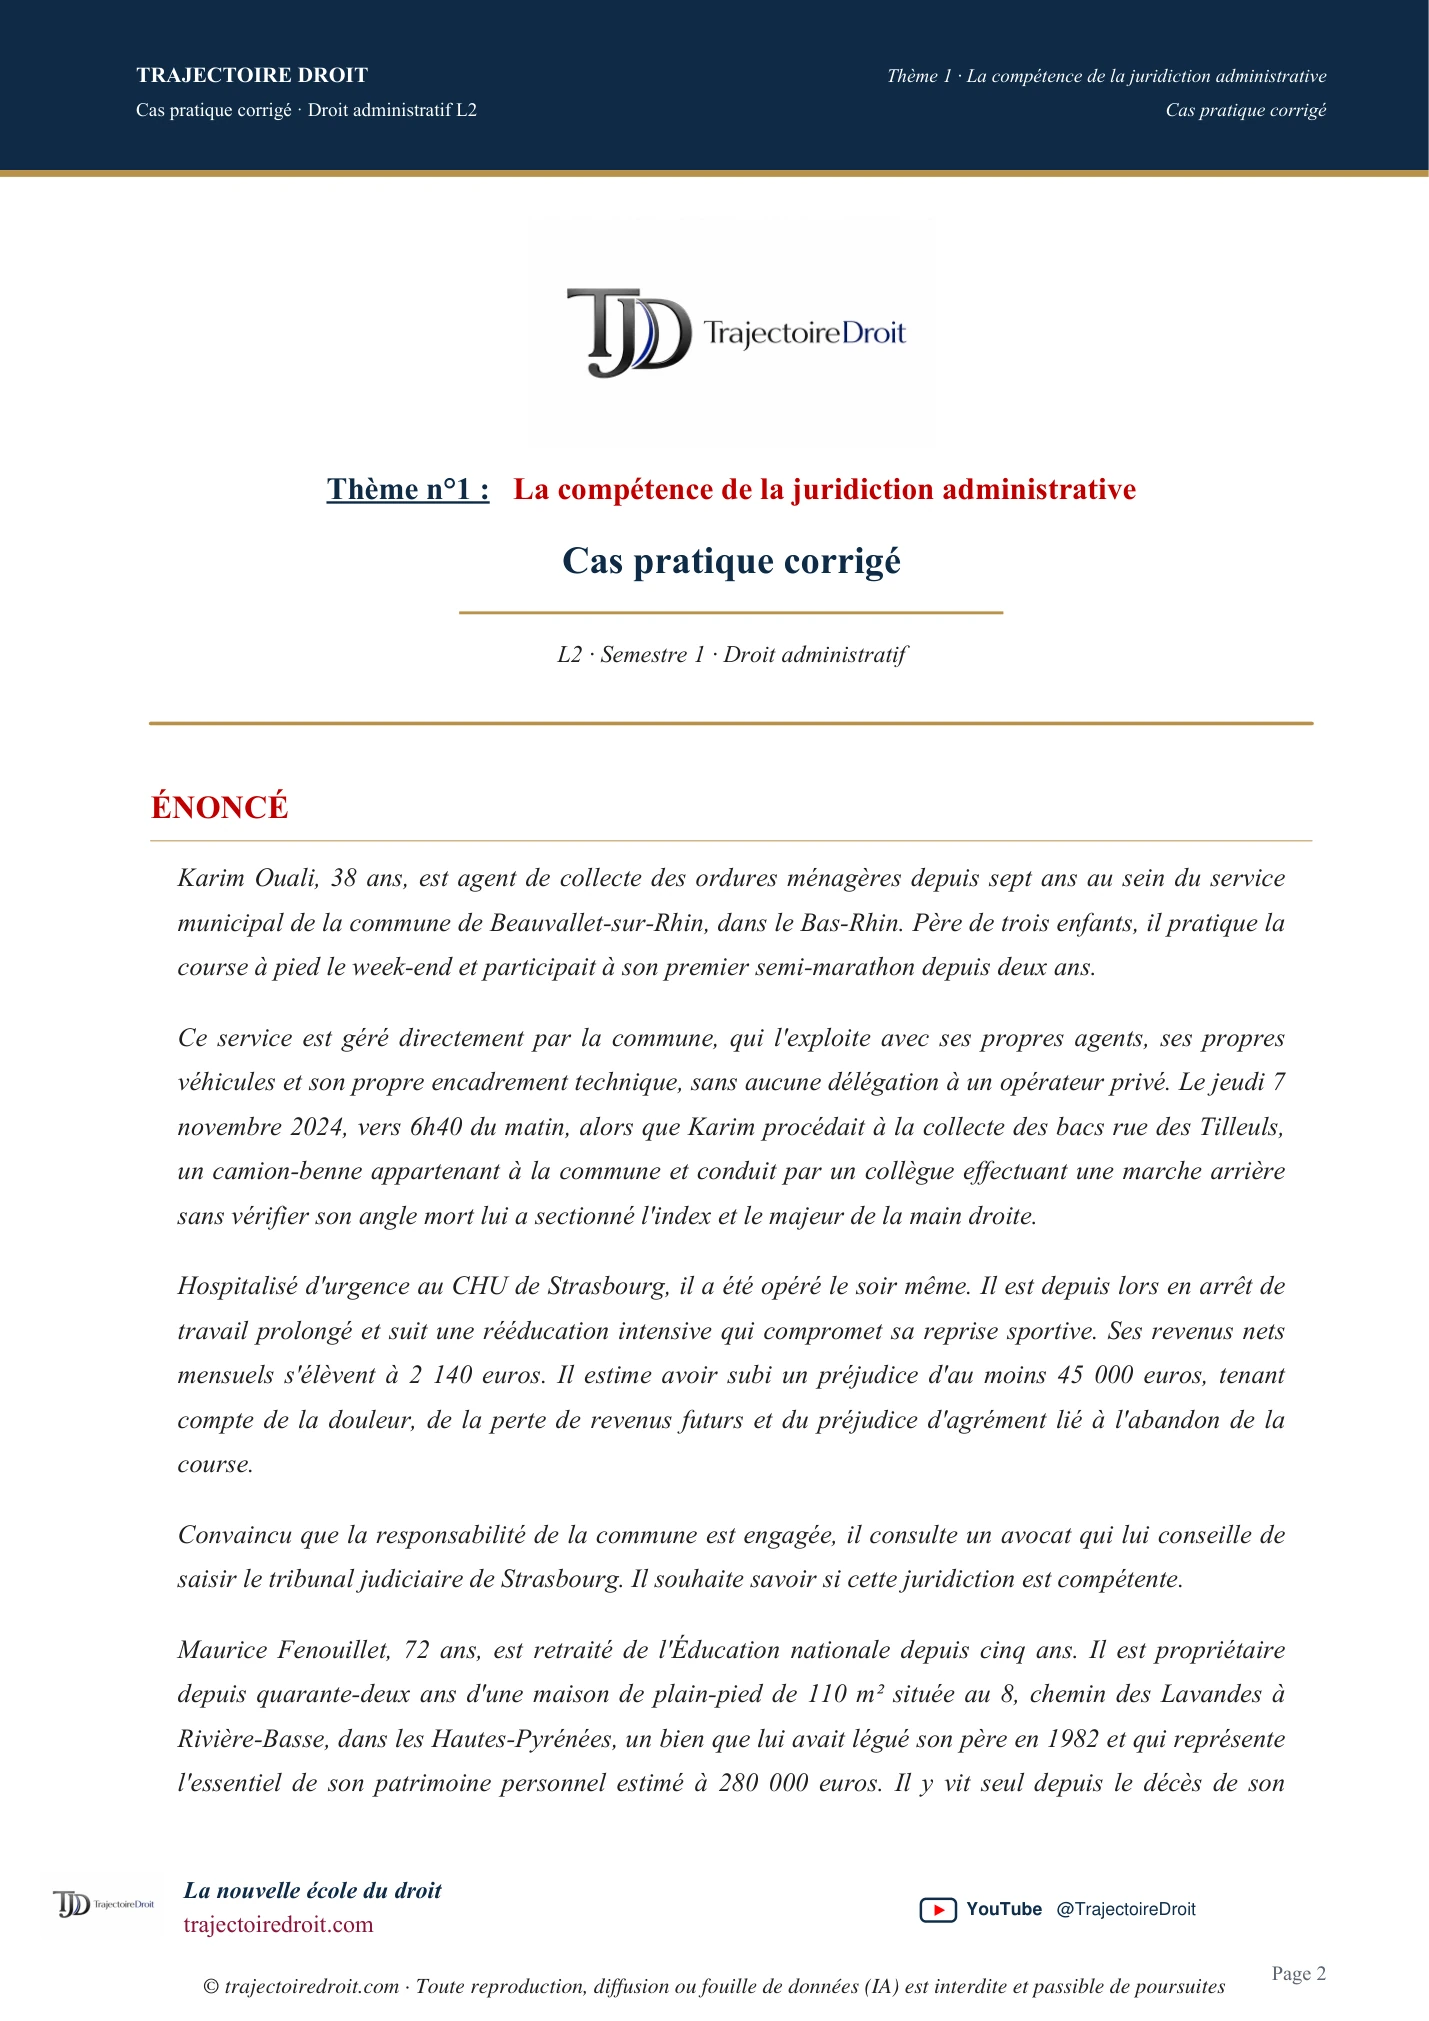 TRAJECTOIRE DROIT
Cas pratique corrigé · Droit administratif L2
Thème 1 · La compétence de la juridiction administrative
Cas pratique corrigé
TJD TrajectoireDroit
Thème n°1 : La compétence de la juridiction administrative
Cas pratique corrigé
L2 · Semestre 1 · Droit administratif
ÉNONCÉ
Karim Ouali, 38 ans, est agent de collecte des ordures ménagères depuis sept ans au sein du service
municipal de la commune de Beauvallet-sur-Rhin, dans le Bas-Rhin. Père de trois enfants, il pratique la
course à pied le week-end et participait à son premier semi-marathon depuis deux ans.
Ce service est géré directement par la commune, qui l'exploite avec ses propres agents, ses propres
véhicules et son propre encadrement technique, sans aucune délégation à un opérateur privé. Le jeudi 7
novembre 2024, vers 6h40 du matin, alors que Karim procédait à la collecte des bacs rue des Tilleuls,
un camion-benne appartenant à la commune et conduit par un collègue effectuant une marche arrière
sans vérifier son angle mort lui a sectionné l'index et le majeur de la main droite.
Hospitalisé d'urgence au CHU de Strasbourg, il a été opéré le soir même. Il est depuis lors en arrêt de
travail prolongé et suit une rééducation intensive qui compromet sa reprise sportive. Ses revenus nets
mensuels s'élèvent à 2 140 euros. Il estime avoir subi un préjudice d'au moins 45 000 euros, tenant
compte de la douleur, de la perte de revenus futurs et du préjudice d'agrément lié à l'abandon de la
course.
Convaincu que la responsabilité de la commune est engagée, il consulte un avocat qui lui conseille de
saisir le tribunal judiciaire de Strasbourg. Il souhaite savoir si cette juridiction est compétente.
Maurice Fenouillet, 72 ans, est retraité de l'Éducation nationale depuis cinq ans. Il est propriétaire
depuis quarante-deux ans d'une maison de plain-pied de 110 m² située au 8, chemin des Lavandes à
Rivière-Basse, dans les Hautes-Pyrénées, un bien que lui avait légué son père en 1982 et qui représente
l'essentiel de son patrimoine personnel estimé à 280 000 euros. Il y vit seul depuis le décès de son
TJD TrajectoireDroit
La nouvelle école du droit
trajectoiredroit.com
YouTube @TrajectoireDroit
© trajectoiredroit.com · Toute reproduction, diffusion ou fouille de données (IA) est interdite et passible de poursuites
Page 2